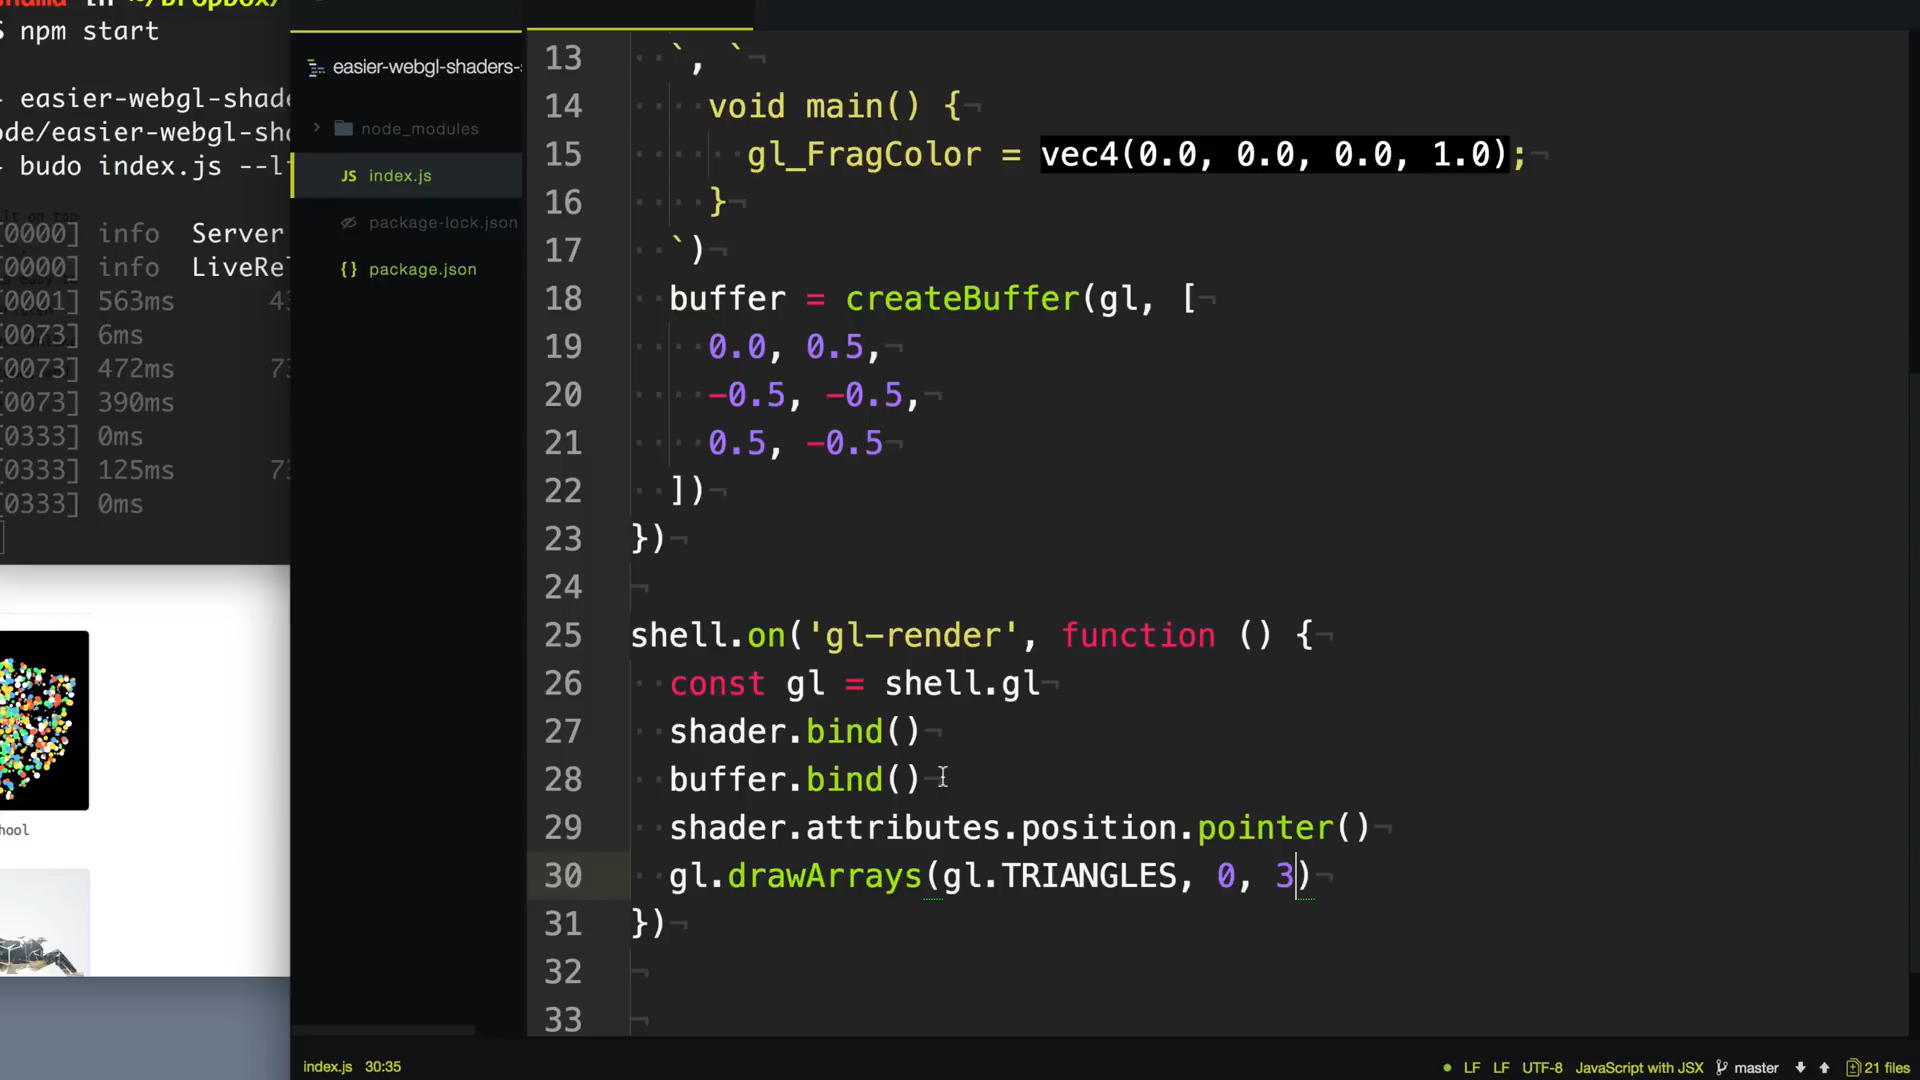 npm start
easier-webgl-shade
ode/easier-webgl-sh
budo index.js --l
[0000] info Server
[0000] info LiveRe
[0001] 563ms
[0073] 6ms
[0073] 472ms 73
[0073] 390ms
[0333] 0ms
[0333] 125ms 73
[0333] 0ms
hool
easier-webgl-shaders-
node_modules
JS index.js
package-lock.json
{} package.json
13 `, `
14 void main() {
15 gl_FragColor = vec4(0.0, 0.0, 0.0, 1.0);
16 }
17 `)
18 buffer = createBuffer(gl, [
19 0.0, 0.5,
20 -0.5, -0.5,
21 0.5, -0.5
22 ])
23 })
24
25 shell.on('gl-render', function () {
26 const gl = shell.gl
27 shader.bind()
28 buffer.bind()
29 shader.attributes.position.pointer()
30 gl.drawArrays(gl.TRIANGLES, 0, 3)
31 })
32
33
index.js 30:35
LF LF UTF-8 JavaScript with JSX master 21 files